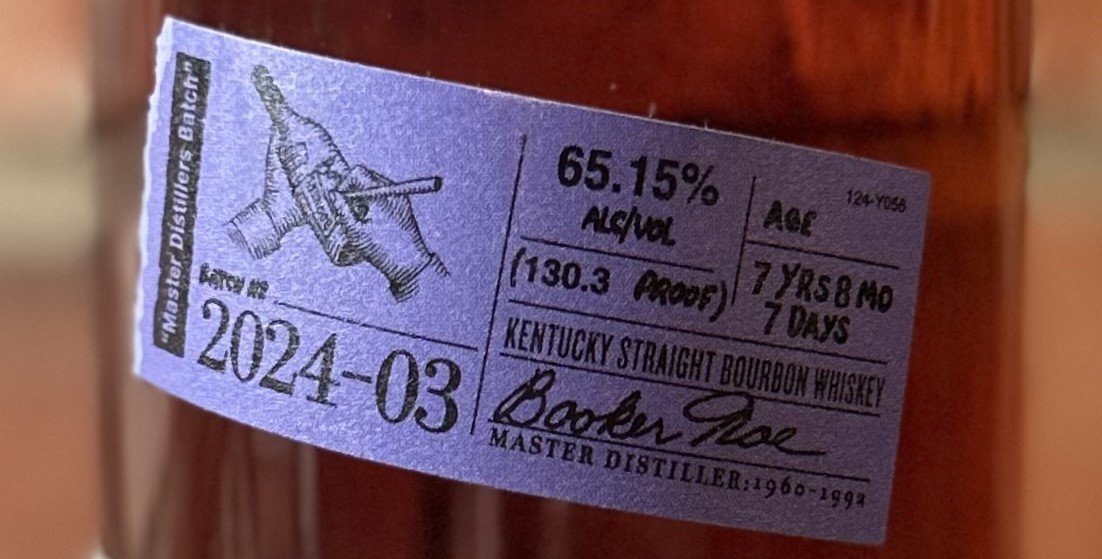 "Master Distillers Batch"
BATCH Nº
2024-03
65.15%
ALC/VOL
(130.3 PROOF)
124-Y056
AGE
7 YRS 8 MO
7 DAYS
KENTUCKY STRAIGHT BOURBON WHISKEY
Booker Noe
MASTER DISTILLER: 1960-1992